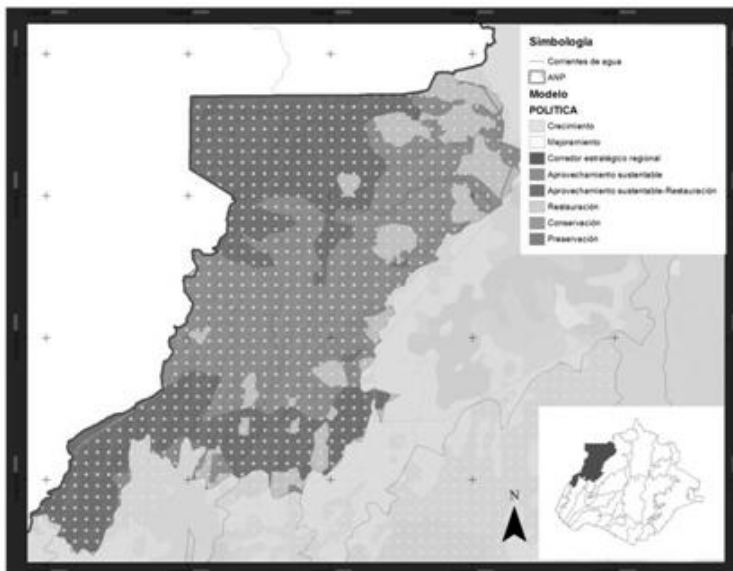 Simbología
Corrientes de agua
ANP
Modelo
POLITICA
Crecimiento
Mejoramiento
Corredor estratégico regional
Aprovechamiento sustentable
Aprovechamiento sustentable-Restauración
Restauración
Conservación
Preservación
N